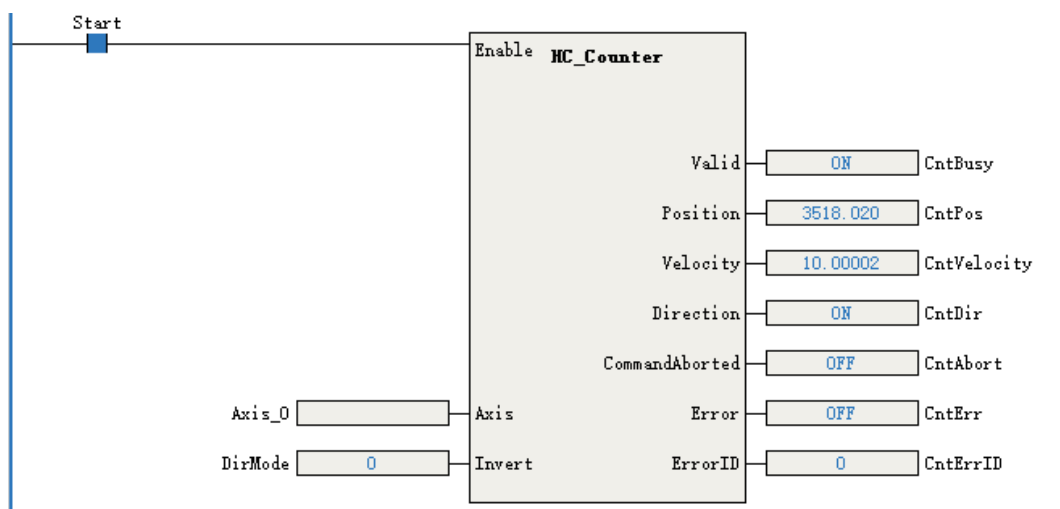 Start
Enable HC_Counter
Valid ON CntBusy
Position 3518.020 CntPos
Velocity 10.00002 CntVelocity
Direction ON CntDir
CommandAborted OFF CntAbort
Axis_0 Axis Error OFF CntErr
DirMode 0 Invert ErrorID 0 CntErrID